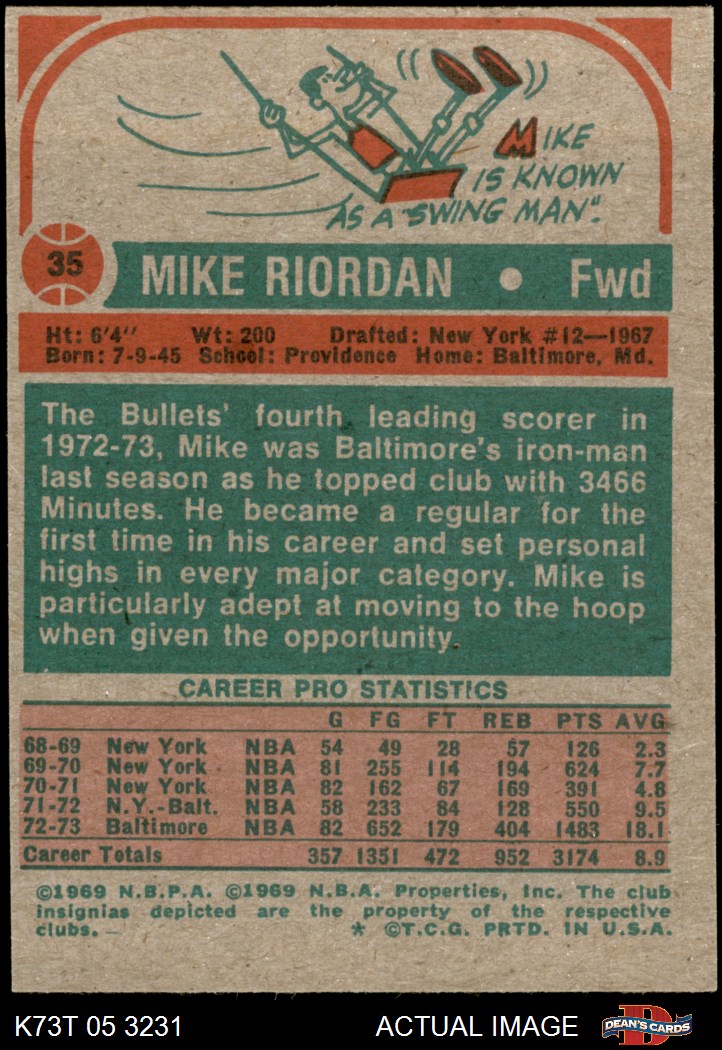 MIKE
IS KNOWN
AS A "SWING MAN".
35
MIKE RIORDAN • Fwd
Ht: 6'4" Wt: 200 Drafted: New York #12—1967
Born: 7-9-45 School: Providence Home: Baltimore, Md.
The Bullets' fourth leading scorer in
1972-73, Mike was Baltimore's iron-man
last season as he topped club with 3466
Minutes. He became a regular for the
first time in his career and set personal
highs in every major category. Mike is
particularly adept at moving to the hoop
when given the opportunity.
CAREER PRO STATISTICS
G FG FT REB PTS AVG
68-69 New York NBA 54 49 28 57 126 2.3
69-70 New York NBA 81 255 114 194 624 7.7
70-71 New York NBA 82 162 67 169 391 4.8
71-72 N.Y.-Balt. NBA 58 233 84 128 550 9.5
72-73 Baltimore NBA 82 652 179 404 1483 18.1
Career Totals 357 1351 472 952 3174 8.9
©1969 N.B.P.A. ©1969 N.B.A. Properties, Inc. The club
insignias depicted are the property of the respective
clubs. * ©T.C.G. PRTD. IN U.S.A.
K73T 05 3231 ACTUAL IMAGE D DEAN'S CARDS